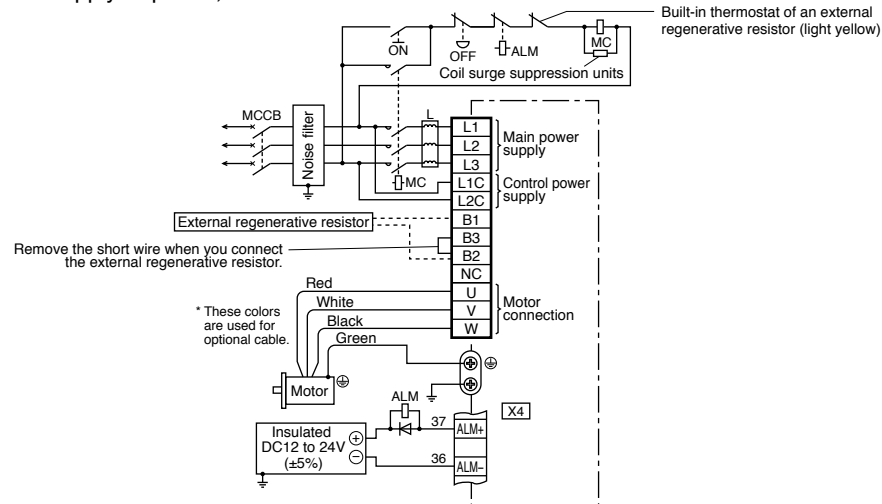 Built-in thermostat of an external
regenerative resistor (light yellow)
ON
OFF
ALM
MC
Coil surge suppression units
MCCB
Noise filter
L
L1
L2
L3
Main power
supply
MC
L1C
L2C
Control power
supply
External regenerative resistor
B1
B3
B2
NC
Remove the short wire when you connect
the external regenerative resistor.
Red
White
Black
Green
* These colors
are used for
optional cable.
U
V
W
Motor
connection
Motor
ALM
X4
Insulated
DC12 to 24V
(±5%)
+
−
37
ALM+
36
ALM−